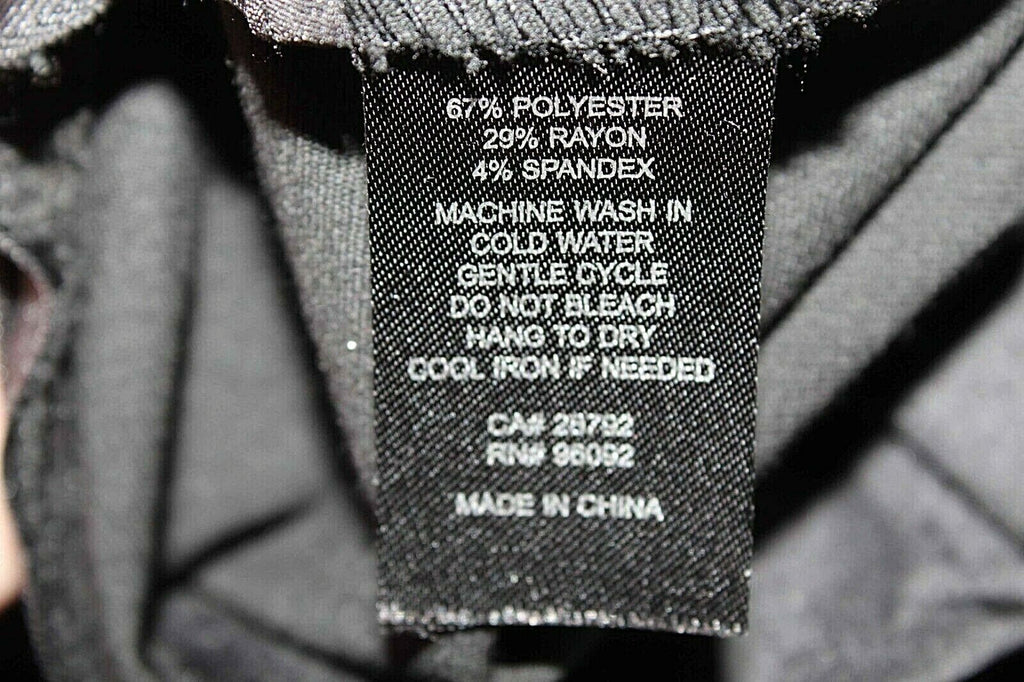 67% POLYESTER
29% RAYON
4% SPANDEX
MACHINE WASH IN
COLD WATER
GENTLE CYCLE
DO NOT BLEACH
HANG TO DRY
COOL IRON IF NEEDED
CA# 28792
RN# 96092
MADE IN CHINA